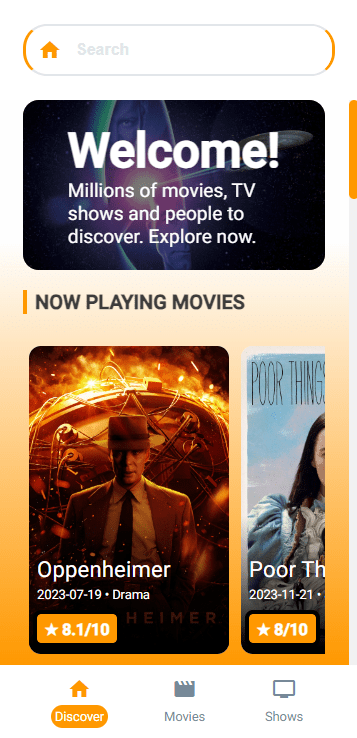 Search
Welcome!
Millions of movies, TV
shows and people to
discover. Explore now.
NOW PLAYING MOVIES
POOR THINGS
Oppenheimer
2023-07-19 • Drama
HEIMER
★ 8.1/10
Poor Th
2023-11-21 •
★ 8/10
Discover
Movies
Shows